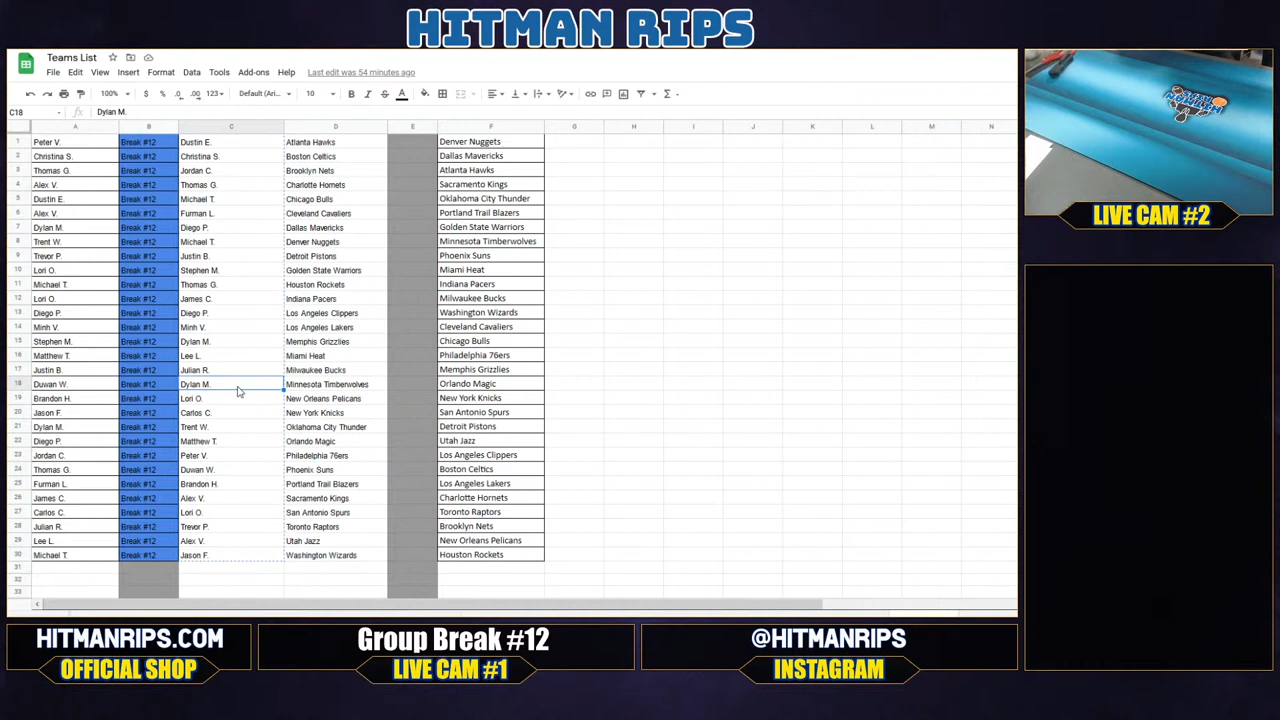 HITMAN RIPS
Teams List
File Edit View Insert Format Data Tools Add-ons Help Last edit was 54 minutes ago
100% $ % .0 .00 123 Default (Ari... 10 B I S A
C18 Dylan M.
A B C D E F G H I J K L M N
1 Peter V. Break #12 Dustin E. Atlanta Hawks Denver Nuggets
2 Christina S. Break #12 Christina S. Boston Celtics Dallas Mavericks
3 Thomas G. Break #12 Jordan C. Brooklyn Nets Atlanta Hawks
4 Alex V. Break #12 Thomas G. Charlotte Hornets Sacramento Kings
5 Dustin E. Break #12 Michael T. Chicago Bulls Oklahoma City Thunder
6 Alex V. Break #12 Furman L. Cleveland Cavaliers Portland Trail Blazers
7 Dylan M. Break #12 Diego P. Dallas Mavericks Golden State Warriors
8 Trent W. Break #12 Michael T. Denver Nuggets Minnesota Timberwolves
9 Trevor P. Break #12 Justin B. Detroit Pistons Phoenix Suns
10 Lori O. Break #12 Stephen M. Golden State Warriors Miami Heat
11 Michael T. Break #12 Thomas G. Houston Rockets Indiana Pacers
12 Lori O. Break #12 James C. Indiana Pacers Milwaukee Bucks
13 Diego P. Break #12 Diego P. Los Angeles Clippers Washington Wizards
14 Minh V. Break #12 Minh V. Los Angeles Lakers Cleveland Cavaliers
15 Stephen M. Break #12 Dylan M. Memphis Grizzlies Chicago Bulls
16 Matthew T. Break #12 Lee L. Miami Heat Philadelphia 76ers
17 Justin B. Break #12 Julian R. Milwaukee Bucks Memphis Grizzlies
18 Duwan W. Break #12 Dylan M. Minnesota Timberwolves Orlando Magic
19 Brandon H. Break #12 Lori O. New Orleans Pelicans New York Knicks
20 Jason F. Break #12 Carlos C. New York Knicks San Antonio Spurs
21 Dylan M. Break #12 Trent W. Oklahoma City Thunder Detroit Pistons
22 Diego P. Break #12 Matthew T. Orlando Magic Utah Jazz
23 Jordan C. Break #12 Peter V. Philadelphia 76ers Los Angeles Clippers
24 Thomas G. Break #12 Duwan W. Phoenix Suns Boston Celtics
25 Furman L. Break #12 Brandon H. Portland Trail Blazers Los Angeles Lakers
26 James C. Break #12 Alex V. Sacramento Kings Charlotte Hornets
27 Carlos C. Break #12 Lori O. San Antonio Spurs Toronto Raptors
28 Julian R. Break #12 Trevor P. Toronto Raptors Brooklyn Nets
29 Lee L. Break #12 Alex V. Utah Jazz New Orleans Pelicans
30 Michael T. Break #12 Jason F. Washington Wizards Houston Rockets
31
32
33
LIVE CAM #2
HITMANRIPS.COM
OFFICIAL SHOP
Group Break #12
LIVE CAM #1
@HITMANRIPS
INSTAGRAM